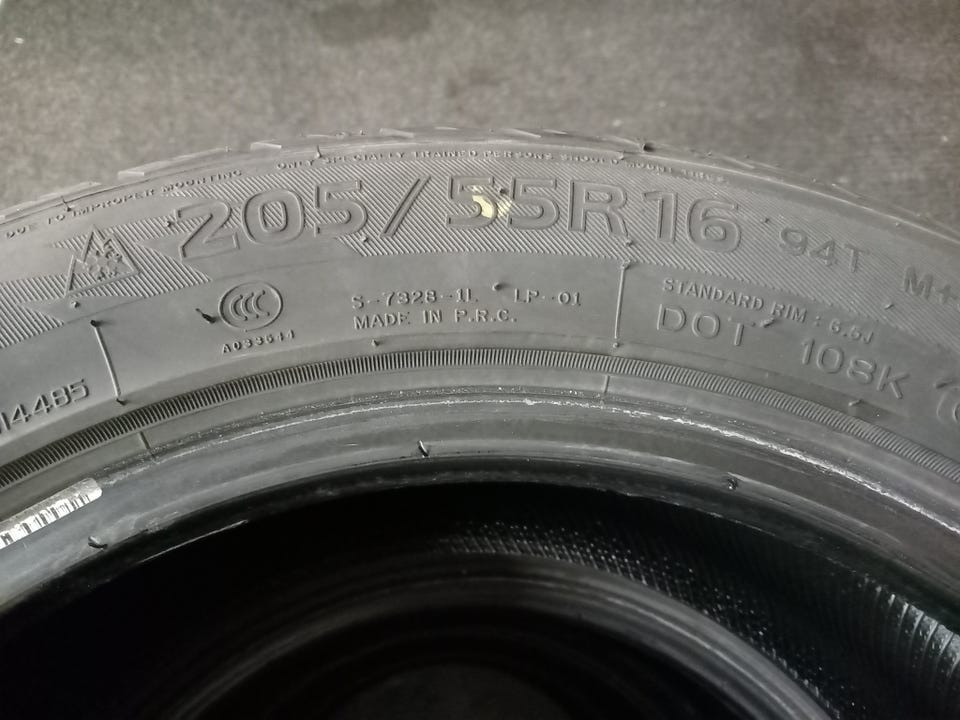 DUE TO IMPROPER MOUNTING ONLY SPECIALLY TRAINED PERSONS SHOULD MOUNT TIRES
205/55R16 94T M+
CCC
S-7328-1L LP-01
STANDARD RIM : 6.5J
MADE IN P.R.C.
DOT 108K
14485